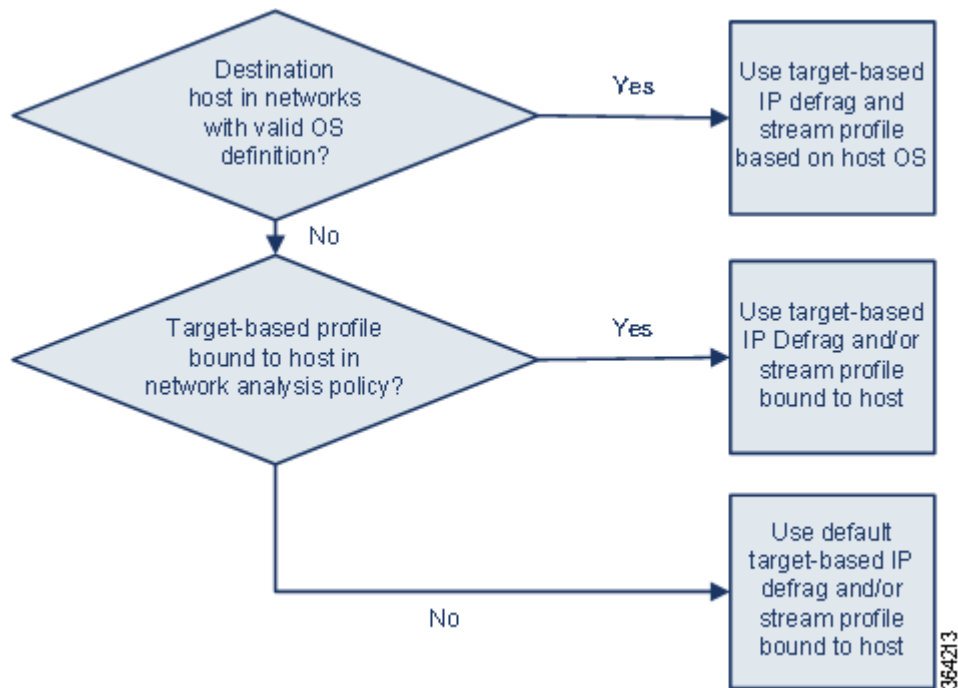 Destination
host in networks
with valid OS
definition?
Yes
Use target-based
IP defrag and
stream profile
based on host OS
No
Target-based profile
bound to host in
network analysis policy?
Yes
Use target-based
IP Defrag and/or
stream profile
bound to host
No
Use default
target-based IP
defrag and/or
stream profile
bound to host
364213